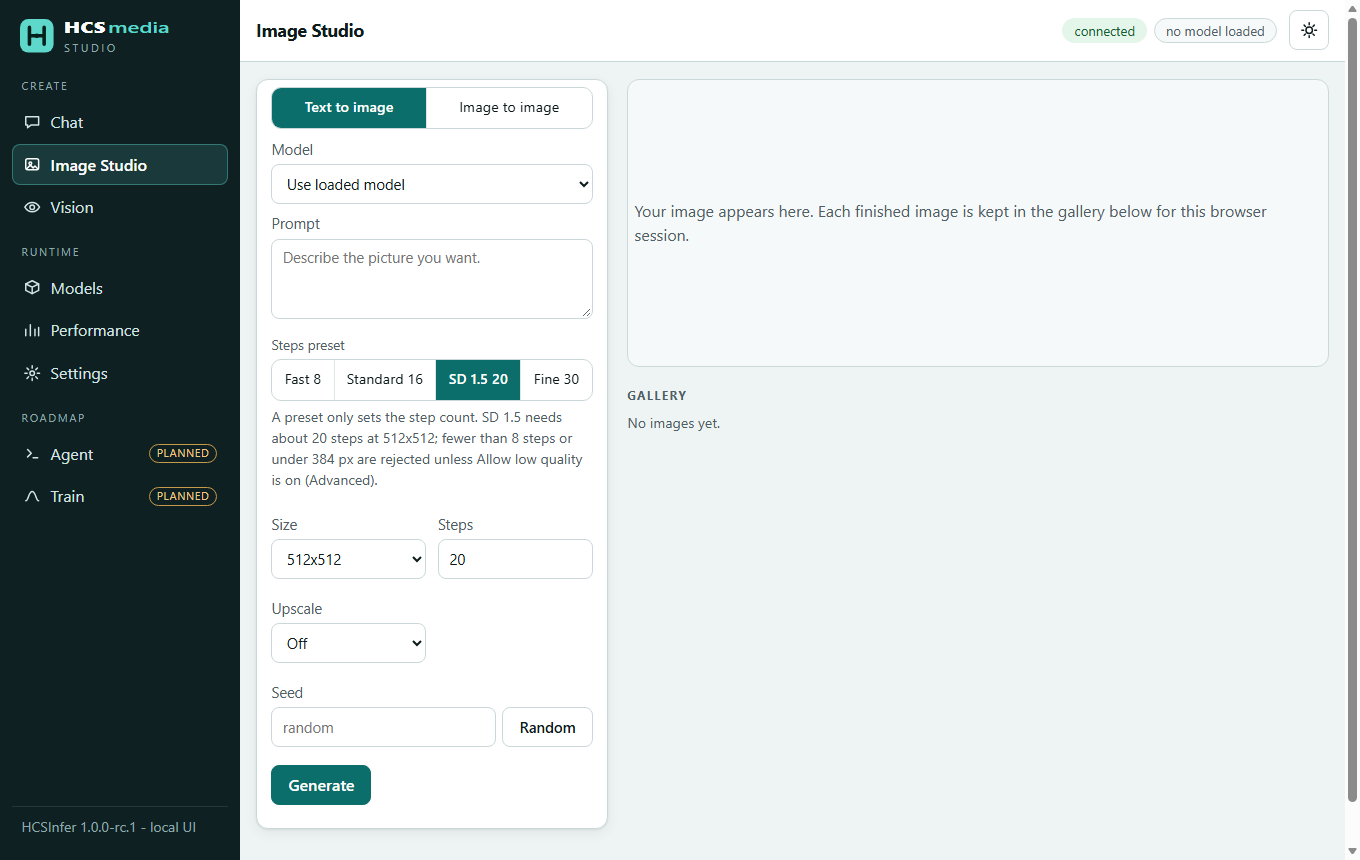 HCSmedia
STUDIO
CREATE
Chat
Image Studio
Vision
RUNTIME
Models
Performance
Settings
ROADMAP
Agent PLANNED
Train PLANNED
HCSInfer 1.0.0-rc.1 - local UI
Image Studio
connected
no model loaded
Text to image
Image to image
Model
Use loaded model
Prompt
Describe the picture you want.
Steps preset
Fast 8
Standard 16
SD 1.5 20
Fine 30
A preset only sets the step count. SD 1.5 needs
about 20 steps at 512x512; fewer than 8 steps or
under 384 px are rejected unless Allow low quality
is on (Advanced).
Size
Steps
512x512
20
Upscale
Off
Seed
random
Random
Generate
Your image appears here. Each finished image is kept in the gallery below for this browser
session.
GALLERY
No images yet.